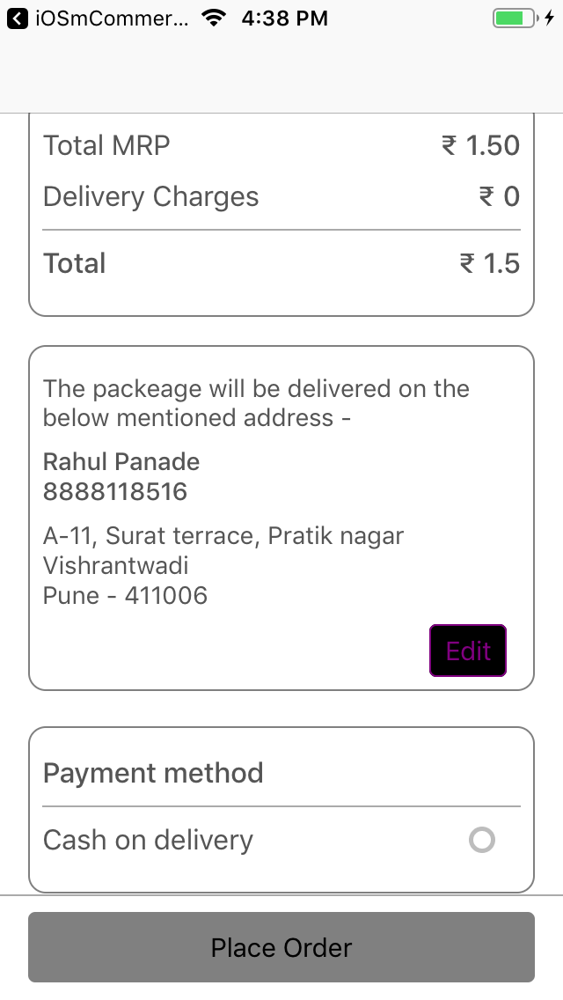 iOSmCommer... 4:38 PM
Total MRP ₹ 1.50
Delivery Charges ₹ 0
Total ₹ 1.5
The packeage will be delivered on the
below mentioned address -
Rahul Panade
8888118516
A-11, Surat terrace, Pratik nagar
Vishrantwadi
Pune - 411006
Edit
Payment method
Cash on delivery
Place Order